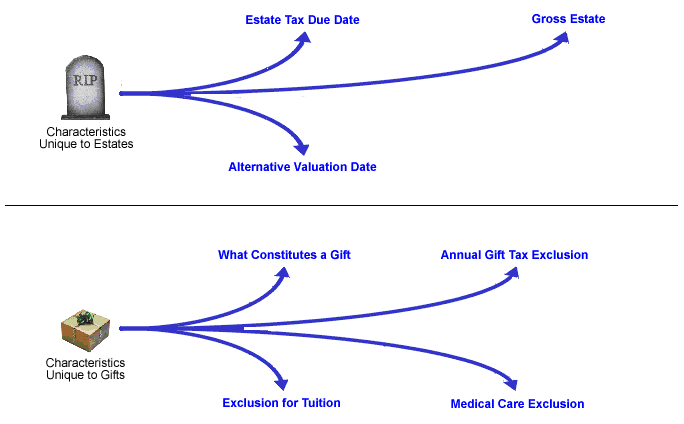 Estate Tax Due Date
Gross Estate
RIP
Characteristics
Unique to Estates
Alternative Valuation Date
What Constitutes a Gift
Annual Gift Tax Exclusion
Characteristics
Unique to Gifts
Exclusion for Tuition
Medical Care Exclusion